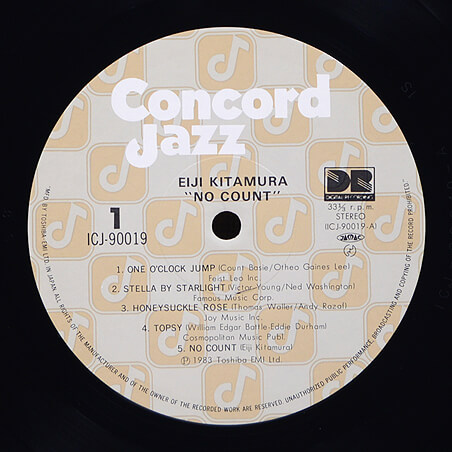 Concord
Jazz
EIJI KITAMURA
"NO COUNT"
1
ICJ-90019
DR
DIGITAL RECORDING
33⅓ r.p.m.
STEREO
(ICJ-90019-A)
JASRAC
1. ONE O'CLOCK JUMP (Count Basie/Otheo Gaines Lee)
Feist Leo Inc.
2. STELLA BY STARLIGHT (Victor Young/Ned Washington)
Famous Music Corp.
3. HONEYSUCKLE ROSE (Thomas Waller/Andy Razof)
Joy Music Inc.
4. TOPSY (William Edgar Battle-Eddie Durham)
Cosmopolitan Music Publ.
5. NO COUNT (Eiji Kitamura)
℗ 1983 Toshiba EMI Ltd.
M'F'D BY TOSHIBA-EMI LTD. IN JAPAN ALL RIGHTS OF THE MANUFACTURER AND OF THE OWNER OF THE RECORDED WORK ARE RESERVED. UNAUTHORIZED PUBLIC PERFORMANCE, BROADCASTING AND COPYING OF THE RECORD PROHIBITED.